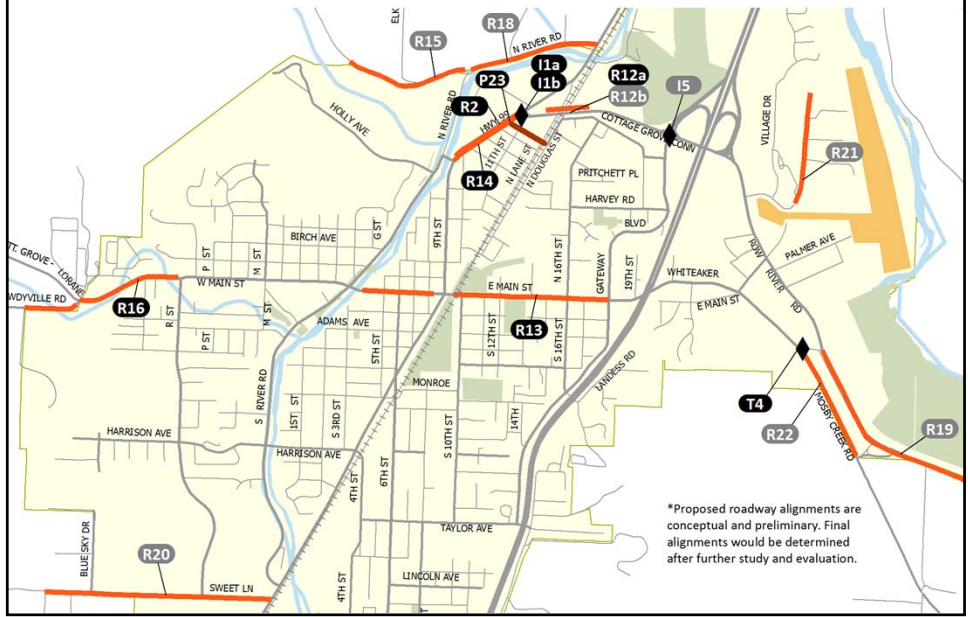 ELK
R15
R18
N RIVER RD
I1a
I1b
P23
R2
HWY 99
R12a
R12b
I5
COTTAGE GROVE CONN
HOLLY AVE
N RIVER RD
R14
11TH ST
N LANE ST
N DOUGLAS ST
VILLAGE DR
R21
PRITCHETT PL
HARVEY RD
BLVD
BIRCH AVE
G ST
9TH ST
N 16TH ST
GATEWAY
19TH ST
ROW RIVER RD
PALMER AVE
TT. GROVE - LORANE
WDYVILLE RD
P ST
M ST
W MAIN ST
WHITEAKER
E MAIN ST
E MAIN ST
R16
R ST
P ST
M ST
ADAMS AVE
5TH ST
S 12TH ST
R13
S 16TH ST
LANDESS RD
MONROE
S RIVER RD
1ST ST
S 3RD ST
S 10TH ST
14TH
T4
R22
MOSBY CREEK RD
R19
HARRISON AVE
HARRISON AVE
4TH ST
6TH ST
*Proposed roadway alignments are
conceptual and preliminary. Final
alignments would be determined
after further study and evaluation.
TAYLOR AVE
BLUE SKY DR
R20
SWEET LN
4TH ST
LINCOLN AVE